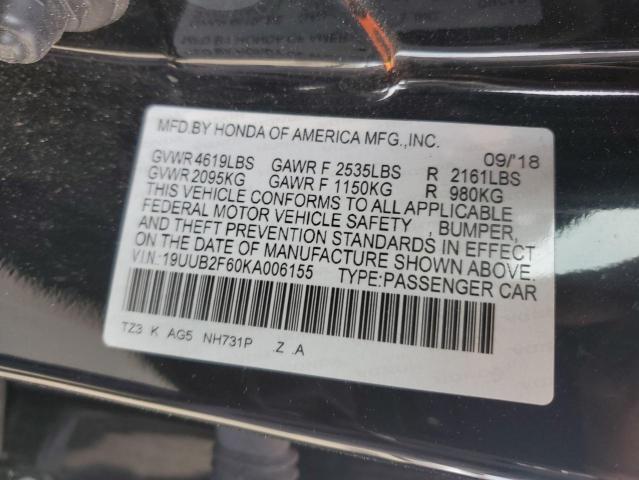 MFD.BY HONDA OF AMERICA MFG.,INC.
09/'18
GVWR 4619LBS GAWR F 2535LBS R 2161LBS
GVWR 2095KG GAWR F 1150KG R 980KG
THIS VEHICLE CONFORMS TO ALL APPLICABLE
FEDERAL MOTOR VEHICLE SAFETY , BUMPER,
AND THEFT PREVENTION STANDARDS IN EFFECT
ON THE DATE OF MANUFACTURE SHOWN ABOVE.
V.I.N.:19UUB2F60KA006155 TYPE:PASSENGER CAR
TZ3 K AG5 NH731P .Z .A